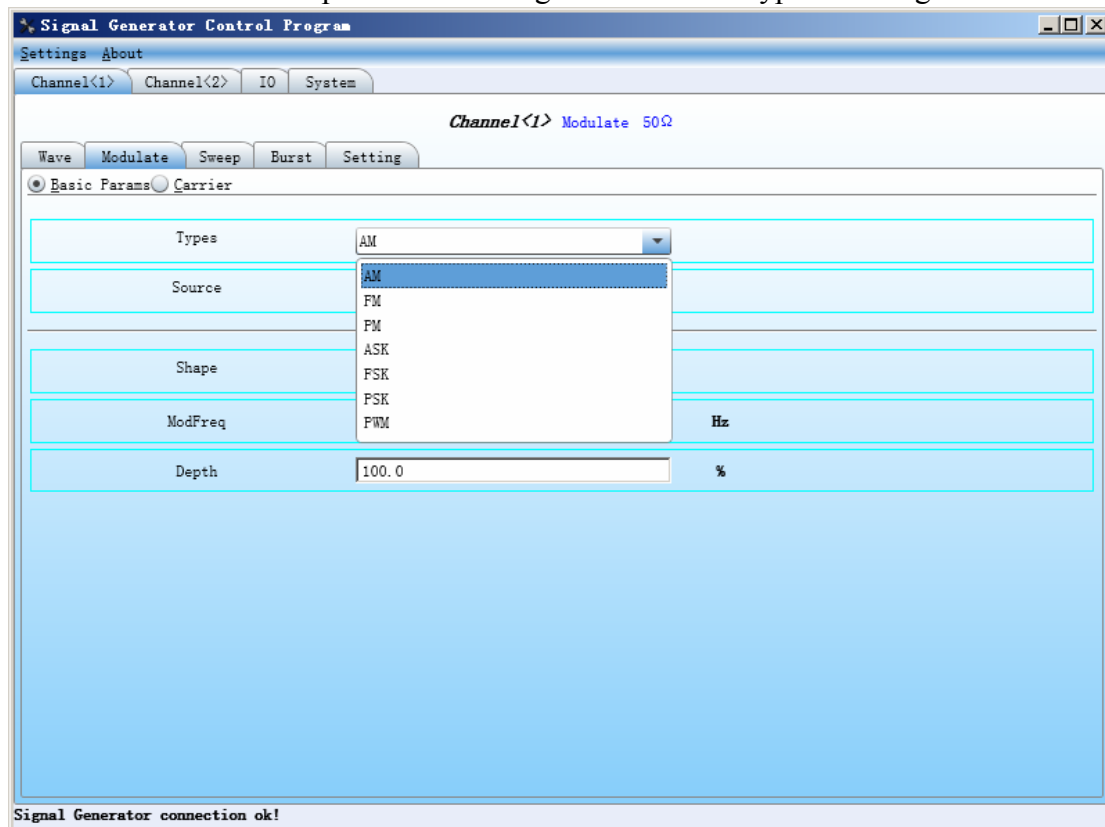 Signal Generator Control Program
Settings About
Channel<1> Channel<2> IO System
Channel<1> Modulate 50Ω
Wave Modulate Sweep Burst Setting
Basic Params Carrier
Types AM
AM
Source
FM
PM
ASK
Shape
FSK
PSK
ModFreq PWM Hz
Depth 100.0 %
Signal Generator connection ok!